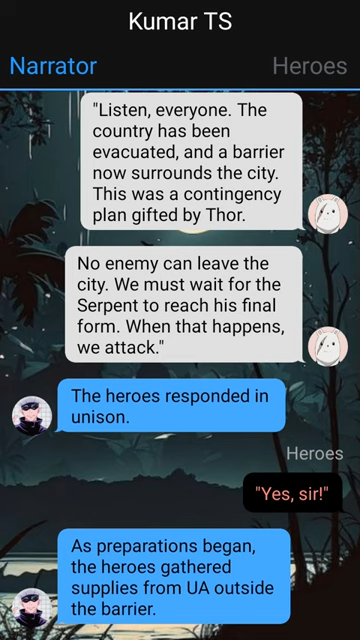 Kumar TS
Narrator
Heroes
"Listen, everyone. The
country has been
evacuated, and a barrier
now surrounds the city.
This was a contingency
plan gifted by Thor.
No enemy can leave the
city. We must wait for the
Serpent to reach his final
form. When that happens,
we attack."
The heroes responded in
unison.
Heroes
"Yes, sir!"
As preparations began,
the heroes gathered
supplies from UA outside
the barrier.